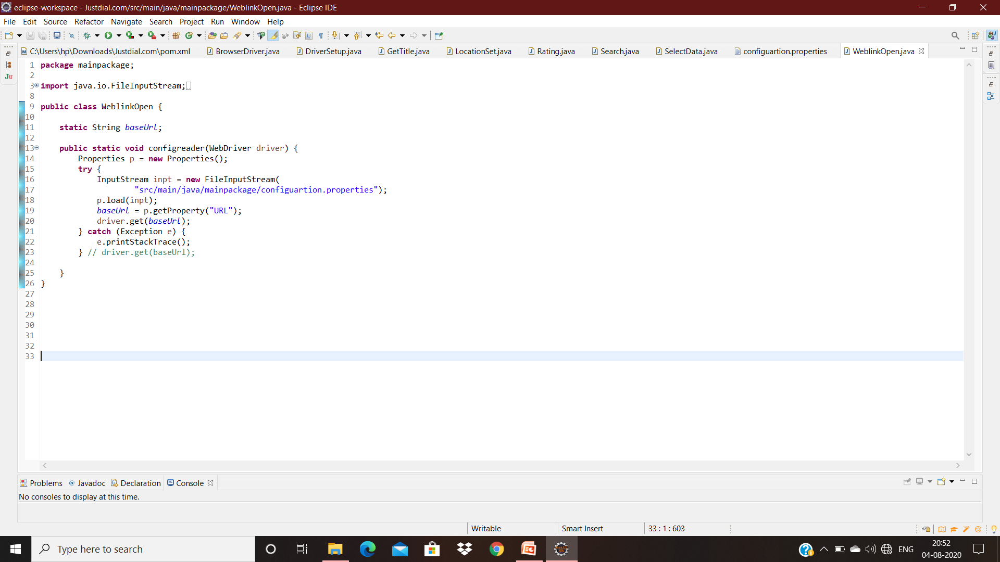 eclipse-workspace - Justdial.com/src/main/java/mainpackage/WeblinkOpen.java - Eclipse IDE
File Edit Source Refactor Navigate Search Project Run Window Help
C:\Users\hp\Downloads\Justdial.com\pom.xml BrowserDriver.java DriverSetup.java GetTitle.java LocationSet.java Rating.java Search.java SelectData.java configuartion.properties WeblinkOpen.java
1 package mainpackage;
2
3 import java.io.FileInputStream;
8
9 public class WeblinkOpen {
10
11 static String baseUrl;
12
13 public static void configreader(WebDriver driver) {
14 Properties p = new Properties();
15 try {
16 InputStream inpt = new FileInputStream(
17 "src/main/java/mainpackage/configuartion.properties");
18 p.load(inpt);
19 baseUrl = p.getProperty("URL");
20 driver.get(baseUrl);
21 } catch (Exception e) {
22 e.printStackTrace();
23 } // driver.get(baseUrl);
24
25 }
26 }
27
28
29
30
31
32
33
Problems Javadoc Declaration Console
No consoles to display at this time.
Writable Smart Insert 33 : 1 : 603
Type here to search
ENG
20:52
04-08-2020